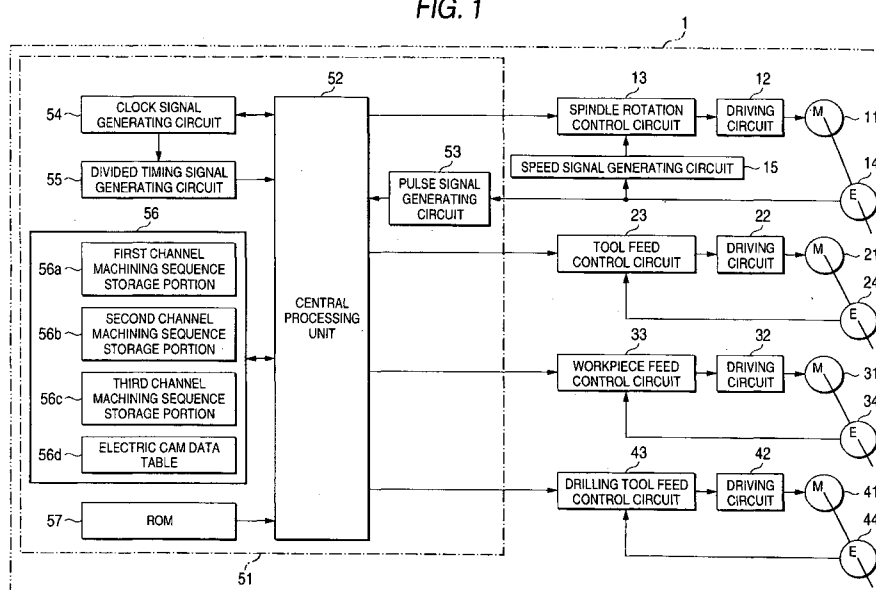 FIG. 1
1
52
54
CLOCK SIGNAL
GENERATING CIRCUIT
55
DIVIDED TIMING SIGNAL
GENERATING CIRCUIT
56
56a
FIRST CHANNEL
MACHINING SEQUENCE
STORAGE PORTION
56b
SECOND CHANNEL
MACHINING SEQUENCE
STORAGE PORTION
56c
THIRD CHANNEL
MACHINING SEQUENCE
STORAGE PORTION
56d
ELECTRIC CAM DATA
TABLE
57
ROM
51
CENTRAL
PROCESSING
UNIT
53
PULSE SIGNAL
GENERATING
CIRCUIT
13
SPINDLE ROTATION
CONTROL CIRCUIT
12
DRIVING
CIRCUIT
M
11
SPEED SIGNAL GENERATING CIRCUIT
15
E
14
23
TOOL FEED
CONTROL CIRCUIT
22
DRIVING
CIRCUIT
M
21
E
24
33
WORKPIECE FEED
CONTROL CIRCUIT
32
DRIVING
CIRCUIT
M
31
E
34
43
DRILLING TOOL FEED
CONTROL CIRCUIT
42
DRIVING
CIRCUIT
M
41
E
44